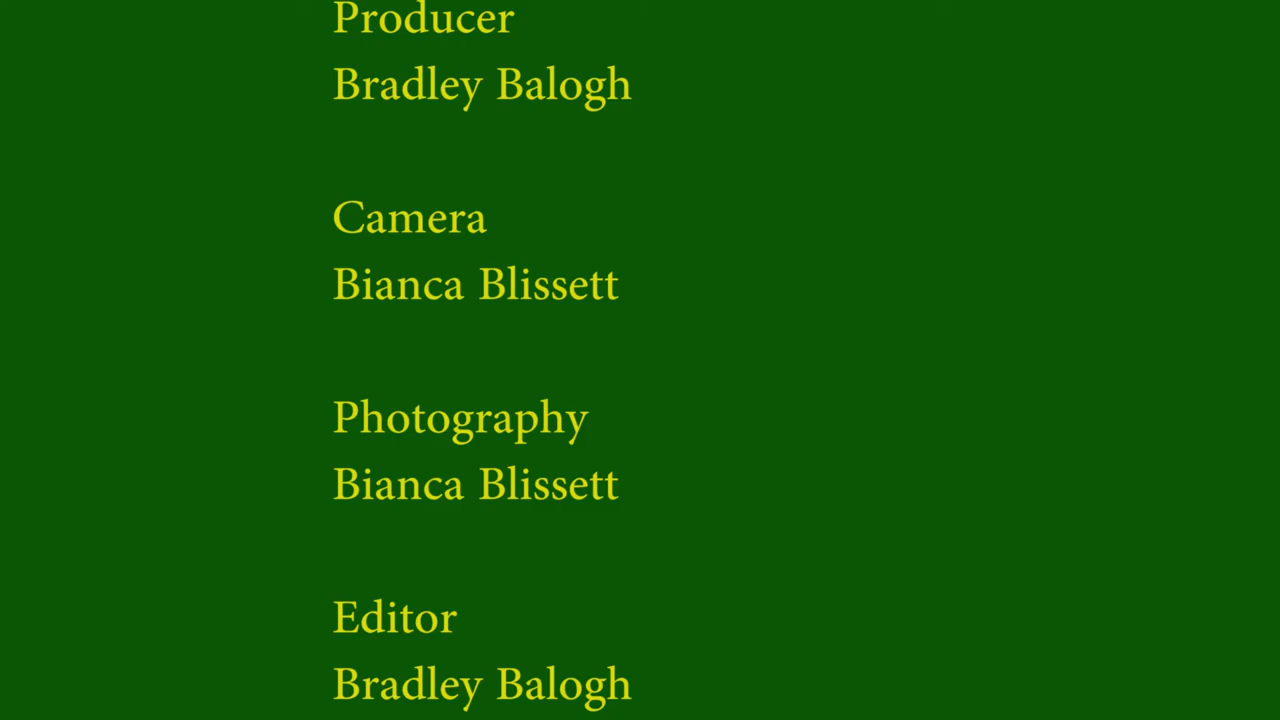 Producer
Bradley Balogh
Camera
Bianca Blissett
Photography
Bianca Blissett
Editor
Bradley Balogh